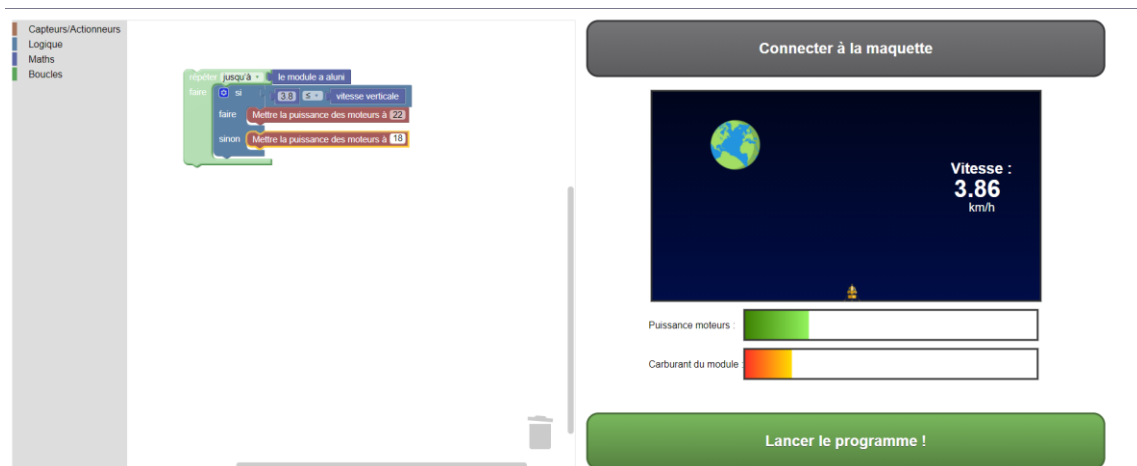 Capteurs/Actionneurs
Logique
Maths
Boucles
répéter jusqu'à le module a aluni
faire si 3.8 ≤ vitesse verticale
faire Mettre la puissance des moteurs à 22
sinon Mettre la puissance des moteurs à 18
Connecter à la maquette
Vitesse :
3.86
km/h
Puissance moteurs :
Carburant du module :
Lancer le programme !